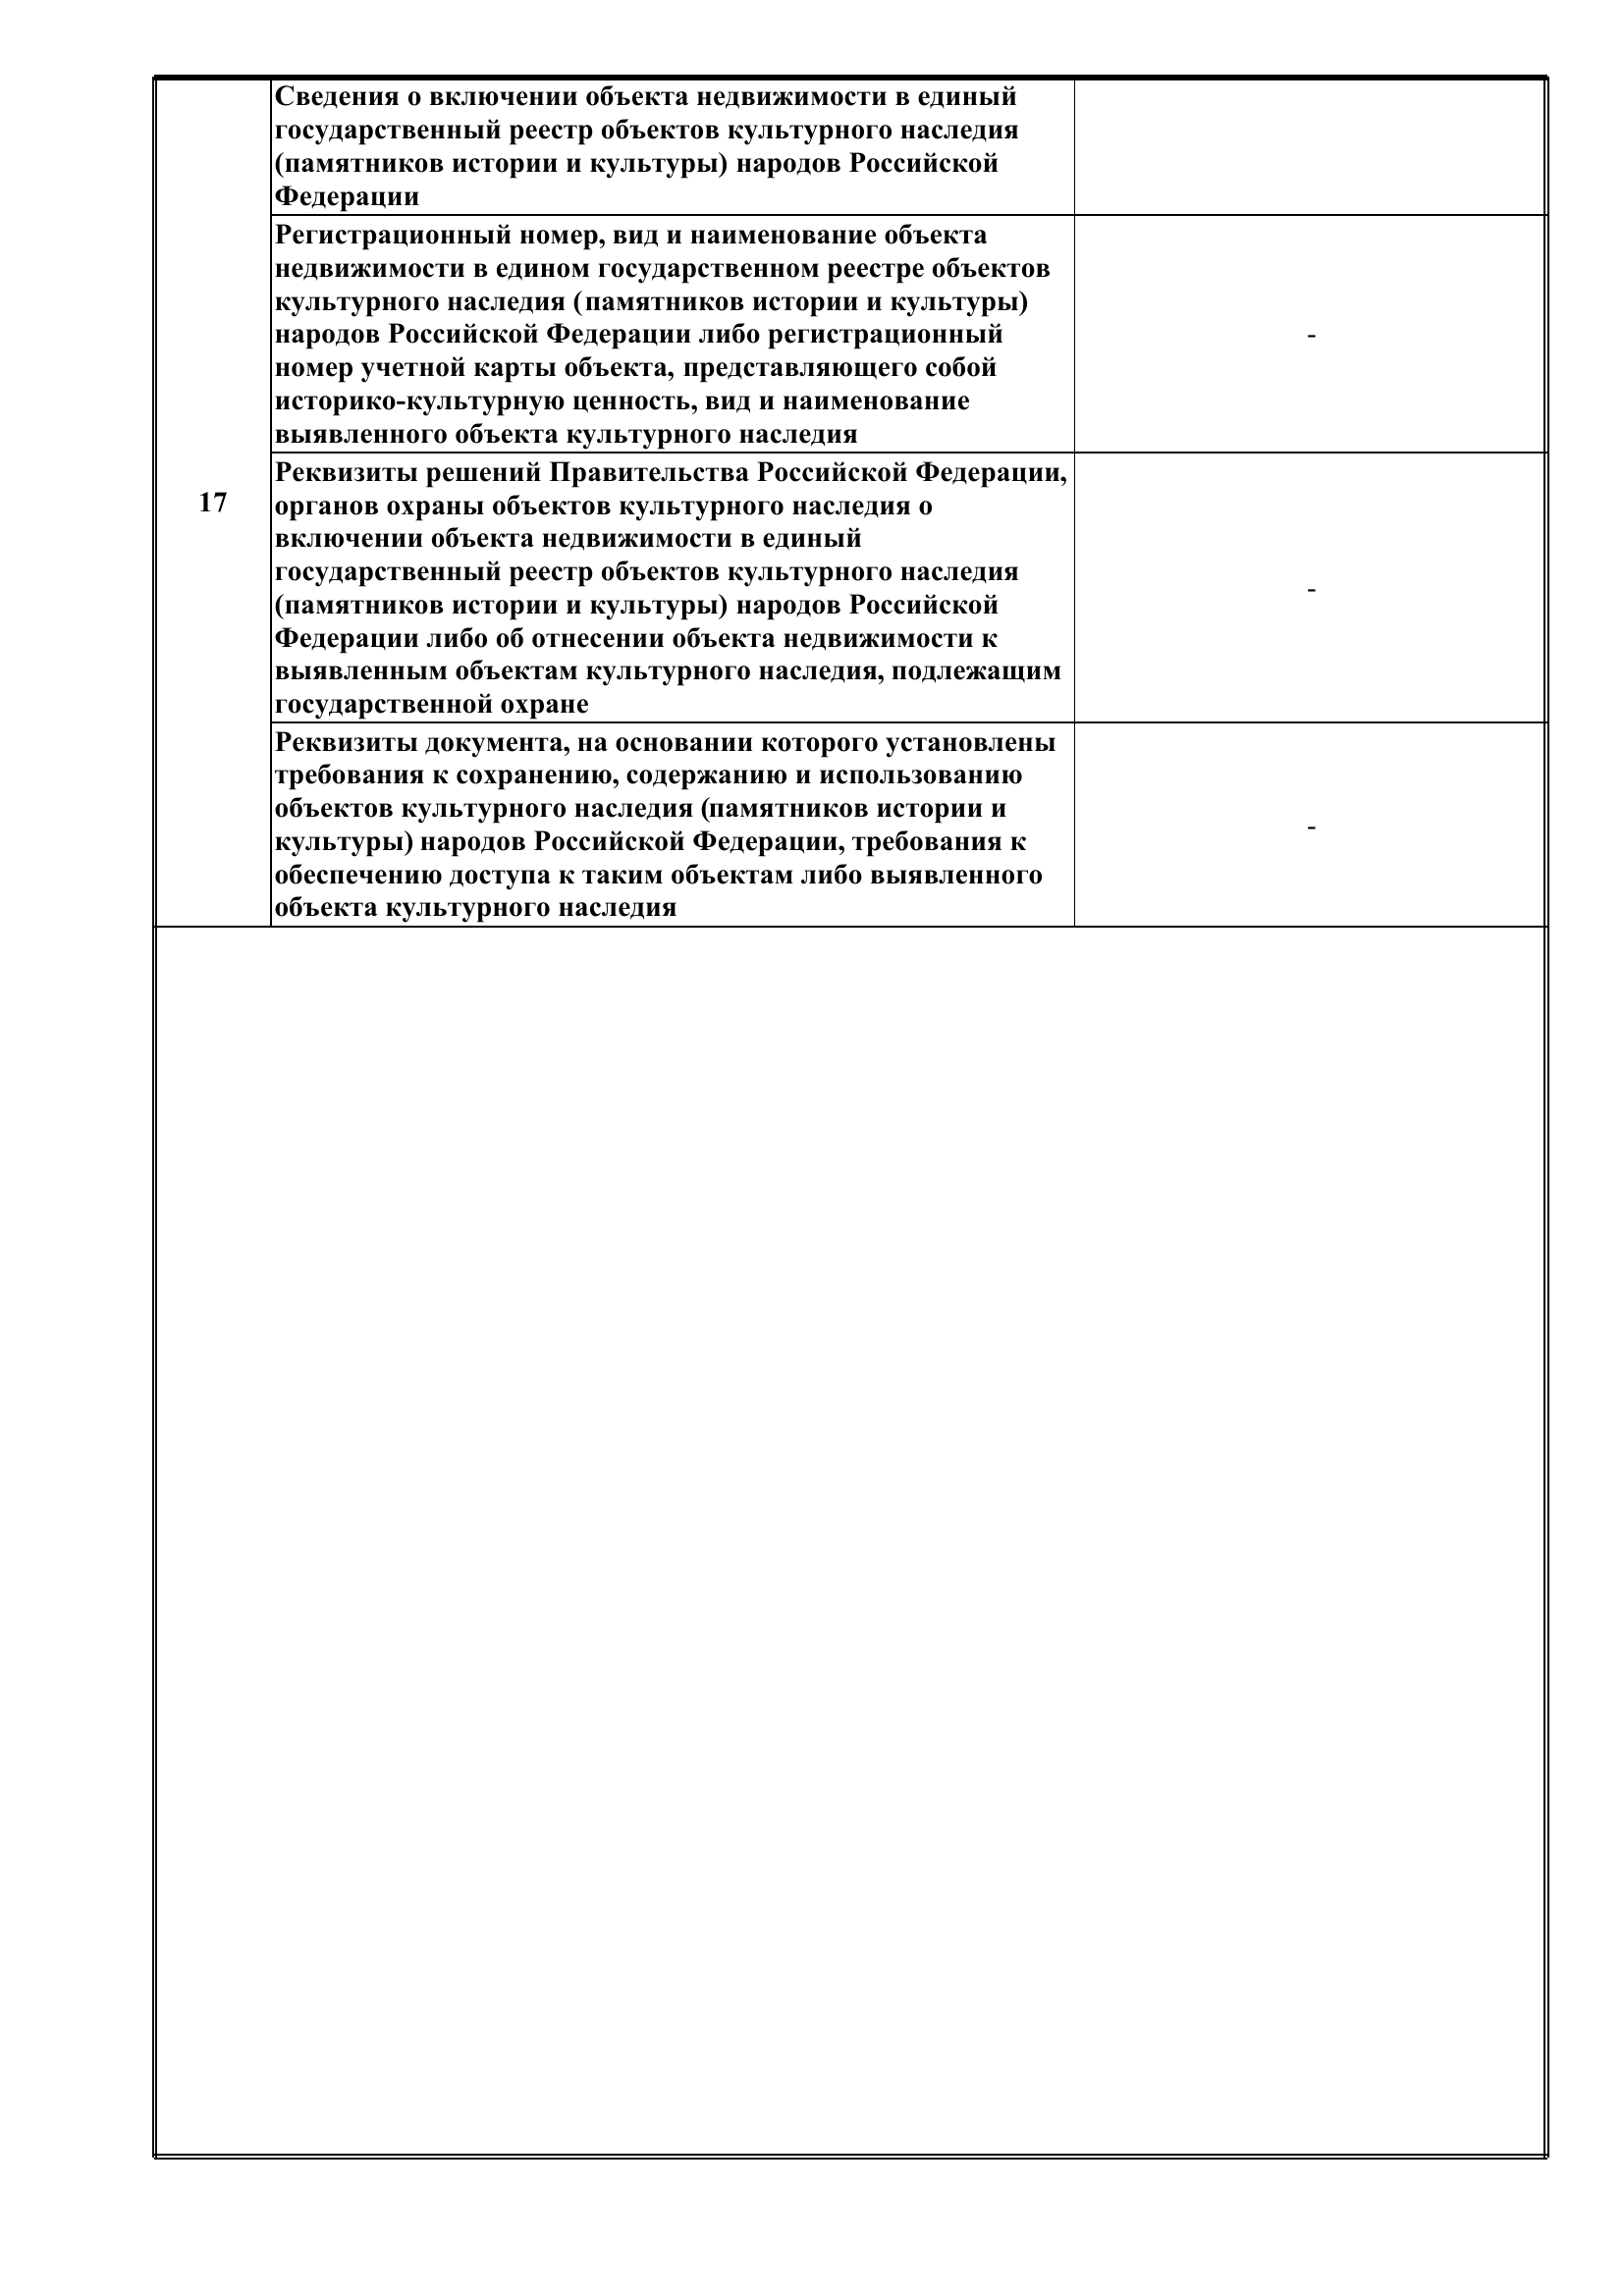 Сведения о включении объекта недвижимости в единый
государственный реестр объектов культурного наследия
(памятников истории и культуры) народов Российской
Федерации
-
Регистрационный номер, вид и наименование объекта
недвижимости в едином государственном реестре объектов
культурного наследия (памятников истории и культуры)
народов Российской Федерации либо регистрационный
номер учетной карты объекта, представляющего собой
историко-культурную ценность, вид и наименование
выявленного объекта культурного наследия
-
17
Реквизиты решений Правительства Российской Федерации,
органов охраны объектов культурного наследия о
включении объекта недвижимости в единый
государственный реестр объектов культурного наследия
(памятников истории и культуры) народов Российской
Федерации либо об отнесении объекта недвижимости к
выявленным объектам культурного наследия, подлежащим
государственной охране
-
Реквизиты документа, на основании которого установлены
требования к сохранению, содержанию и использованию
объектов культурного наследия (памятников истории и
культуры) народов Российской Федерации, требования к
обеспечению доступа к таким объектам либо выявленного
объекта культурного наследия
-